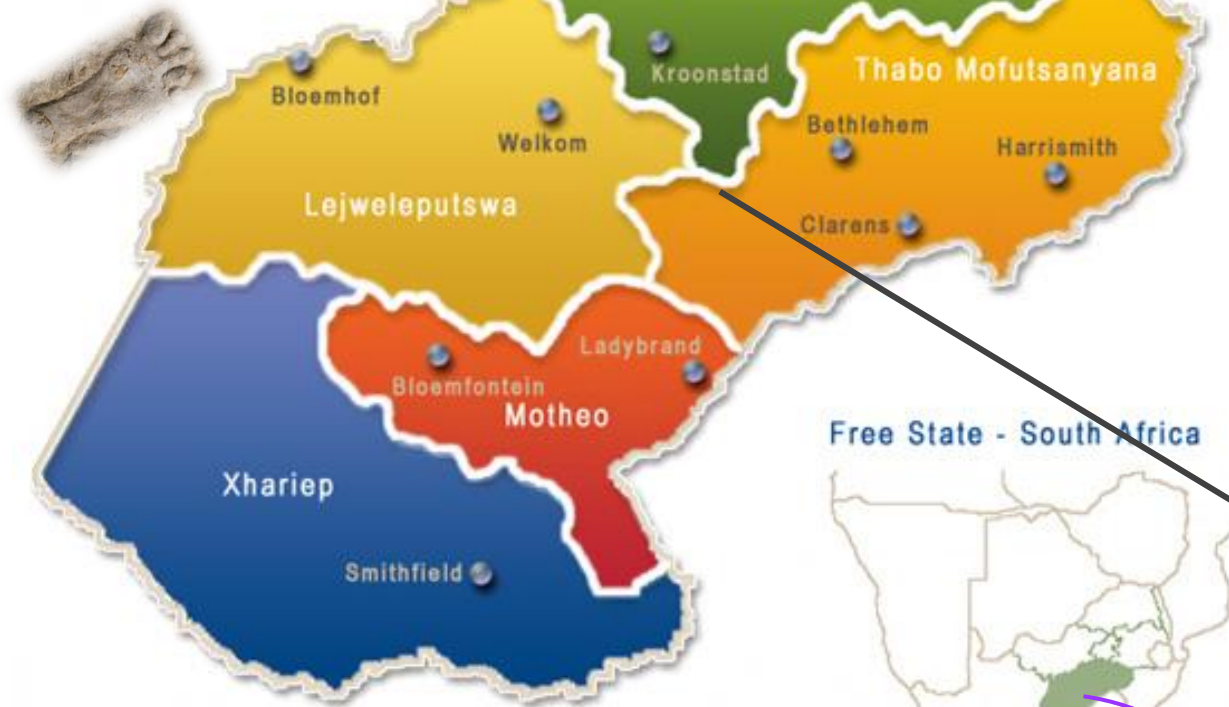 Kroonstad
Thabo Mofutsanyana
Bloemhof
Welkom
Bethlehem
Harrismith
Lejweleputswa
Clarens
Ladybrand
Bloemfontein
Motheo
Free State - South Africa
Xhariep
Smithfield